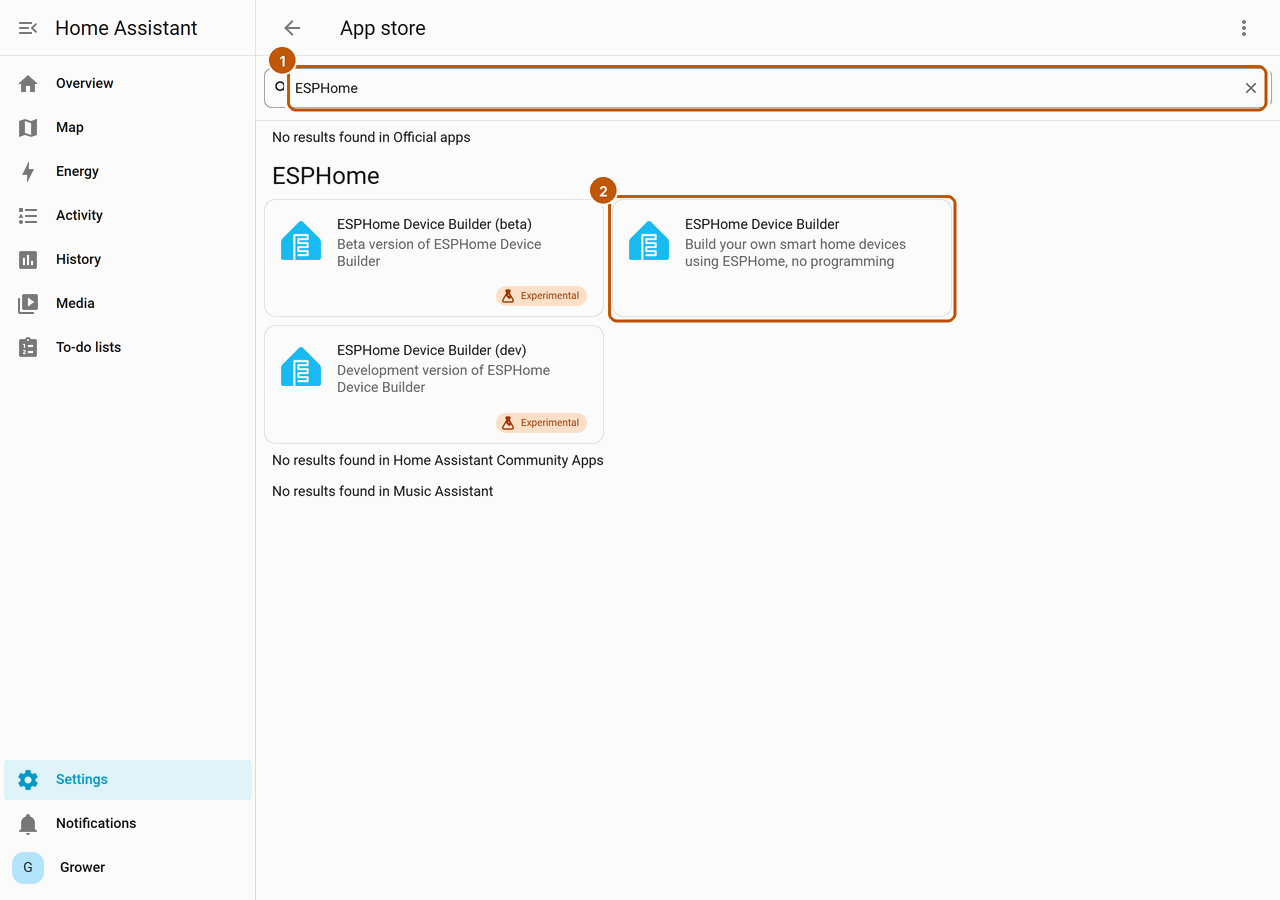 Home Assistant
App store
1
ESPHome
Overview
Map
Energy
Activity
History
Media
To-do lists
Settings
Notifications
G
Grower
No results found in Official apps
ESPHome
ESPHome Device Builder (beta)
Beta version of ESPHome Device
Builder
Experimental
2
ESPHome Device Builder
Build your own smart home devices
using ESPHome, no programming
ESPHome Device Builder (dev)
Development version of ESPHome
Device Builder
Experimental
No results found in Home Assistant Community Apps
No results found in Music Assistant